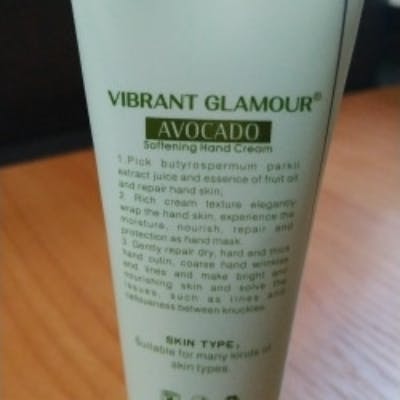 VIBRANT GLAMOUR®
AVOCADO
Softening Hand Cream
1.Pick butyrospermum parkii
extract juice and essence of fruit oil
and repair hand skin;
2. Rich cream texture elegantly
wrap the hand skin, experience the
moisture, nourish, repair and
protection as hand mask.
3. Gently repair dry, hard and thick
hand cutin, coarse hand wrinkles
and lines and make bright and
nourishing skin and solve the
issues, such as lines and
callousness between knuckles.
SKIN TYPE:
Suitable for many kinds of
skin types.